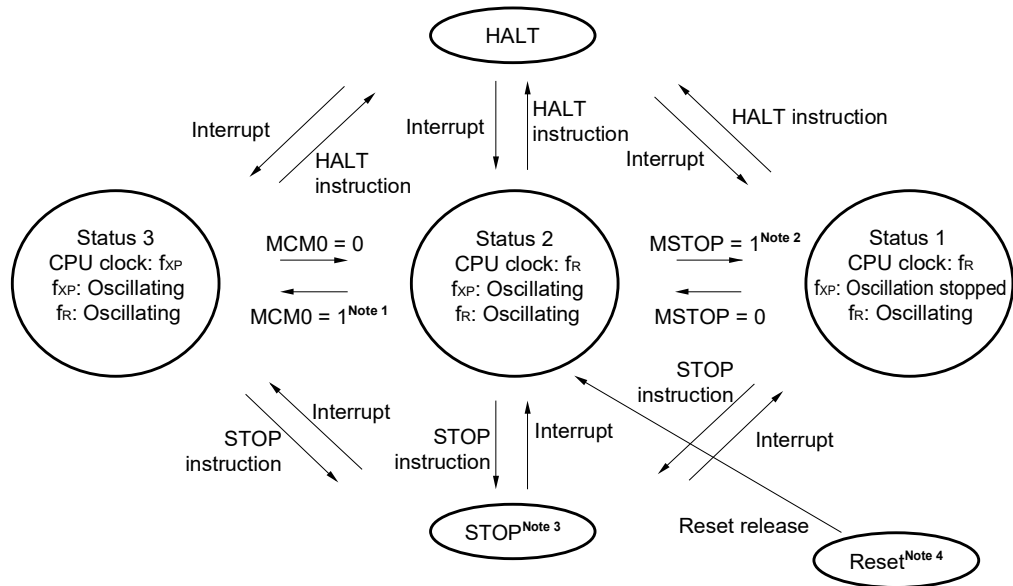 HALT
Interrupt
HALT
instruction
Interrupt
HALT
instruction
Interrupt
HALT instruction
Status 3
CPU clock: fXP
fXP: Oscillating
fR: Oscillating
MCM0 = 0
MCM0 = 1Note 1
Status 2
CPU clock: fR
fXP: Oscillating
fR: Oscillating
MSTOP = 1Note 2
MSTOP = 0
Status 1
CPU clock: fR
fXP: Oscillation stopped
fR: Oscillating
STOP
instruction
Interrupt
STOP
instruction
Interrupt
STOP
instruction
Interrupt
STOPNote 3
Reset release
ResetNote 4